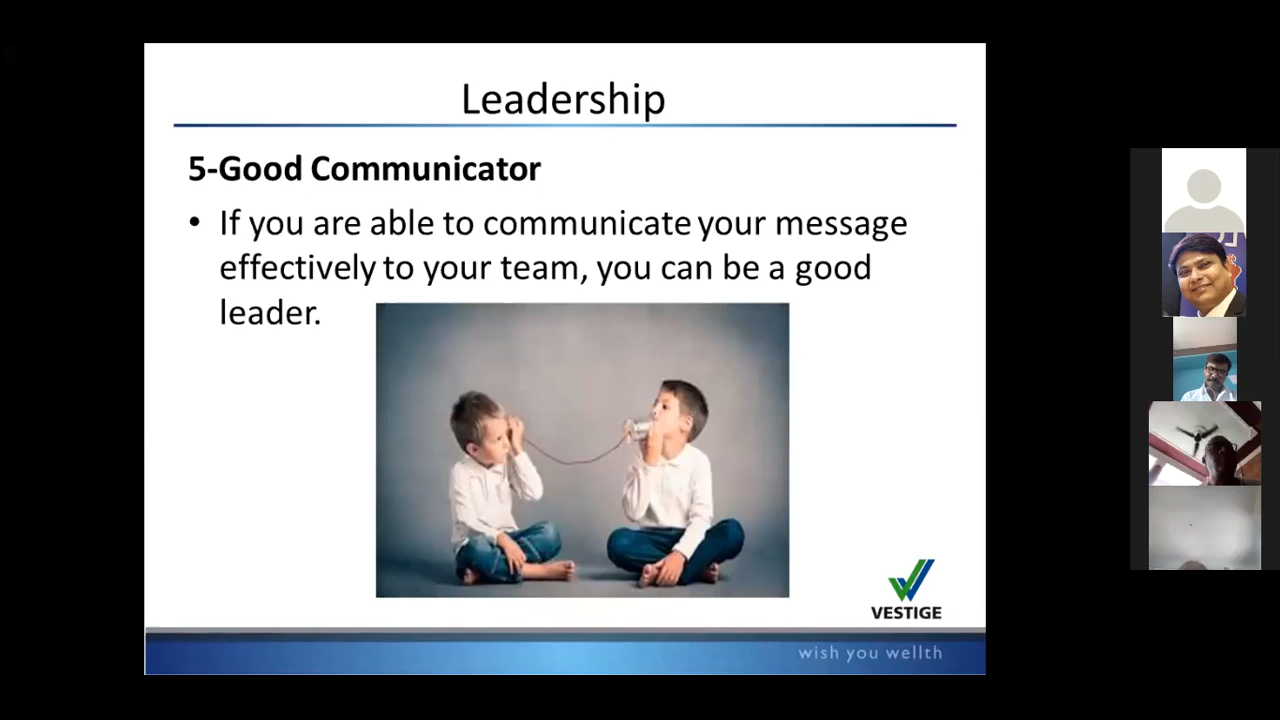 Leadership
5-Good Communicator
• If you are able to communicate your message
effectively to your team, you can be a good
leader.
VESTIGE
wish you wellth